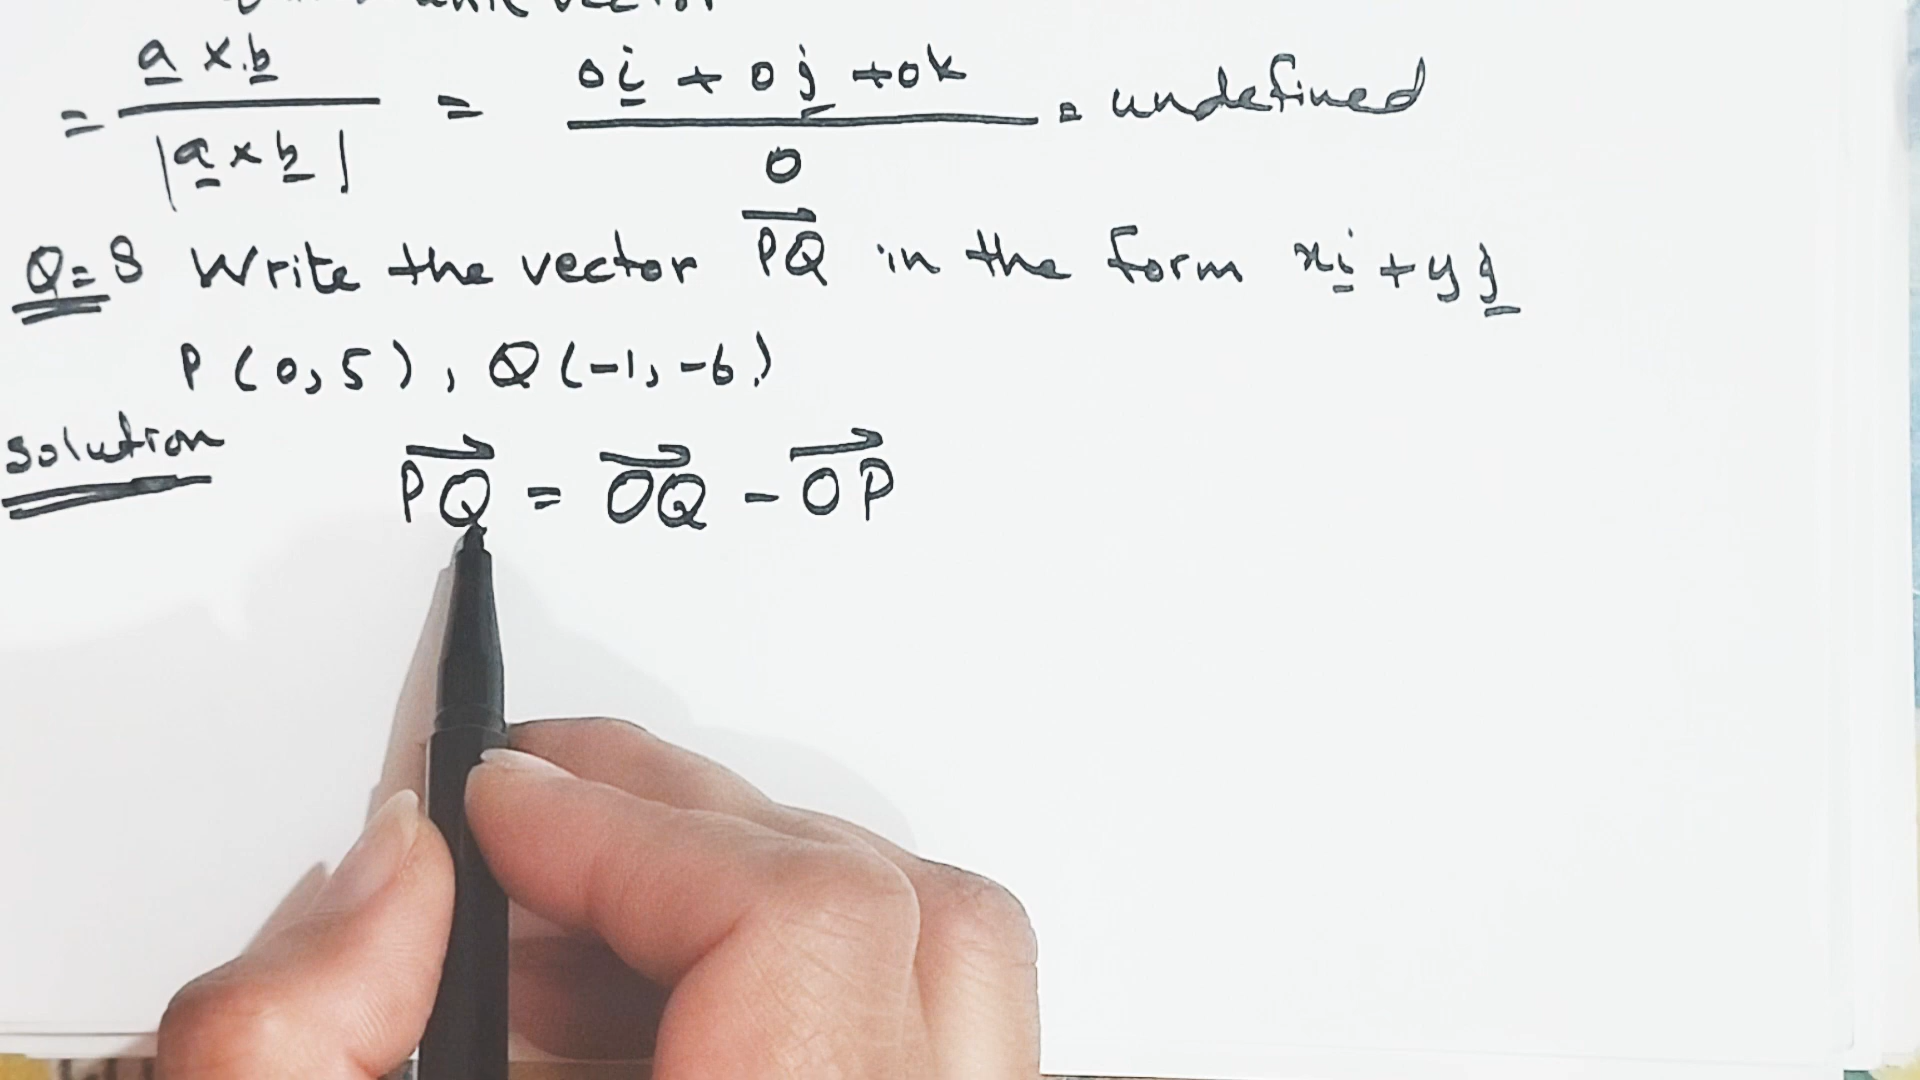 vector
= a x b / |a x b| = 0i + 0j + 0k / 0 = undefined
Q=8 Write the vector PQ in the form xi + yj
P (0,5), Q (-1, -6)
Solution PQ = OQ - OP